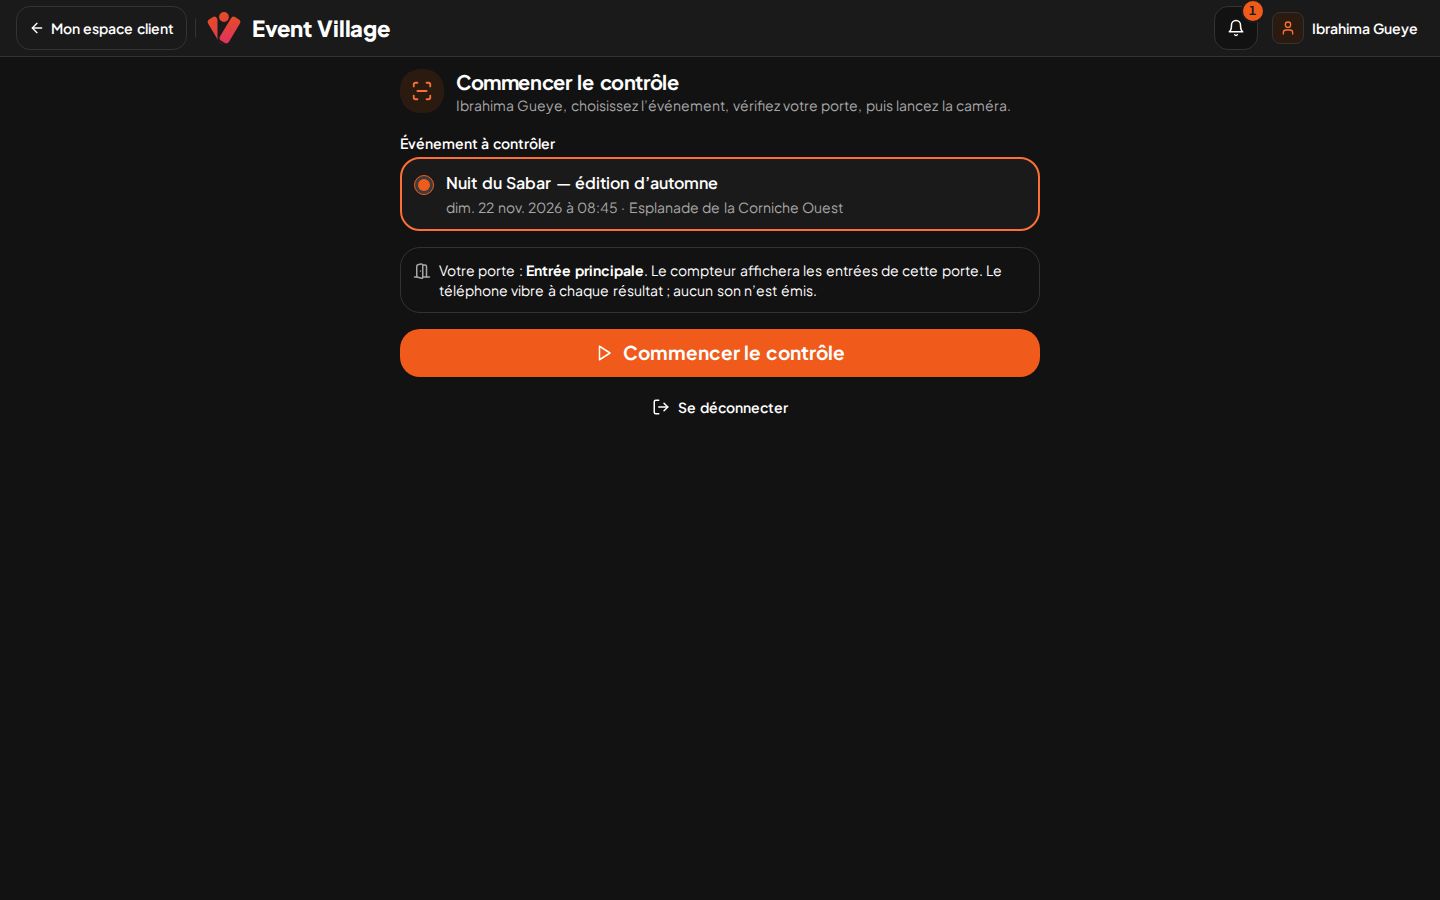 Mon espace client
Event Village
1
Ibrahima Gueye
Commencer le contrôle
Ibrahima Gueye, choisissez l’événement, vérifiez votre porte, puis lancez la caméra.
Événement à contrôler
Nuit du Sabar — édition d’automne
dim. 22 nov. 2026 à 08:45 · Esplanade de la Corniche Ouest
Votre porte : Entrée principale. Le compteur affichera les entrées de cette porte. Le
téléphone vibre à chaque résultat ; aucun son n’est émis.
Commencer le contrôle
Se déconnecter